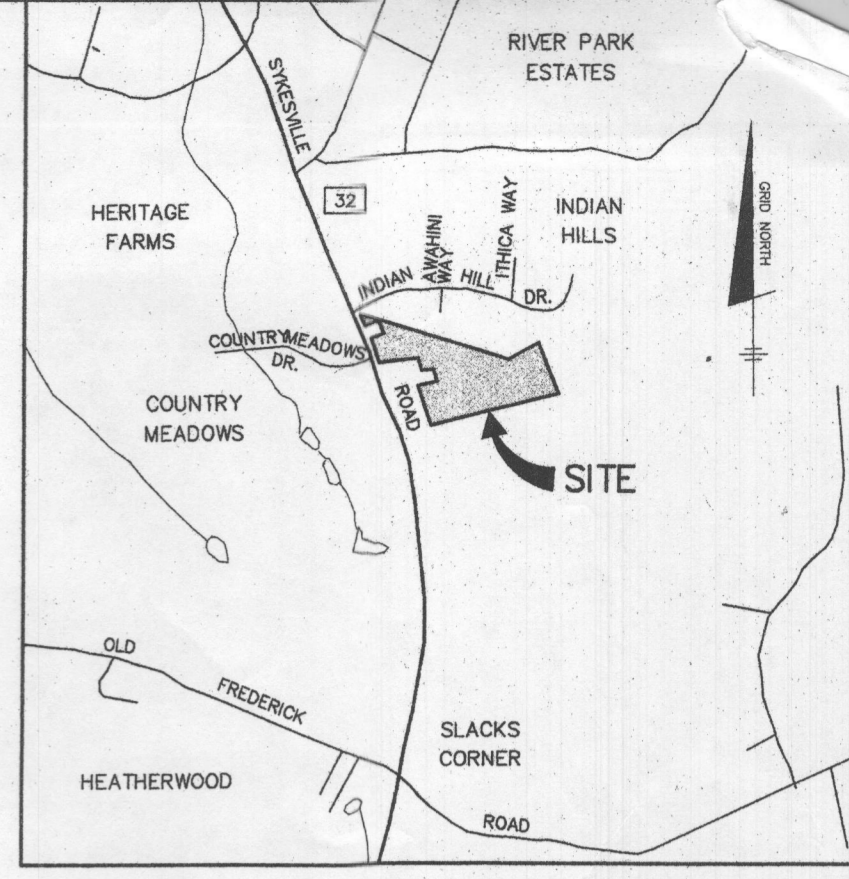 RIVER PARK
ESTATES
SYKESVILLE
32
HERITAGE
FARMS
AWAHINI
WAY
ITHICA WAY
INDIAN
HILLS
GRID NORTH
INDIAN HILL DR.
COUNTRY MEADOWS
DR.
COUNTRY
MEADOWS
ROAD
SITE
OLD FREDERICK ROAD
SLACKS
CORNER
HEATHERWOOD